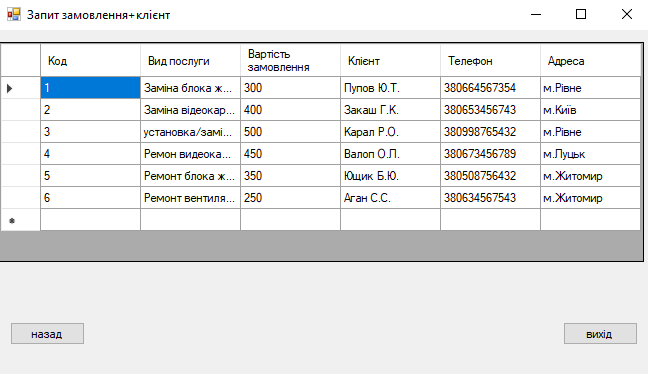 Запит замовлення+клієнт
Код Вид послуги Вартість замовлення Клієнт Телефон Адреса
1 Заміна блока ж... 300 Пупов Ю.Т. 380664567354 м.Рівне
2 Заміна відеокар... 400 Закаш Г.К. 380653456743 м.Київ
3 установка/замі... 500 Карал Р.О. 380998765432 м.Рівне
4 Ремон видеока... 450 Валоп О.Л. 380673456789 м.Луцьк
5 Ремонт блока ж... 350 Ющик Б.Ю. 380508756432 м.Житомир
6 Ремонт вентиля... 250 Аган С.С. 380634567543 м.Житомир
назад вихід